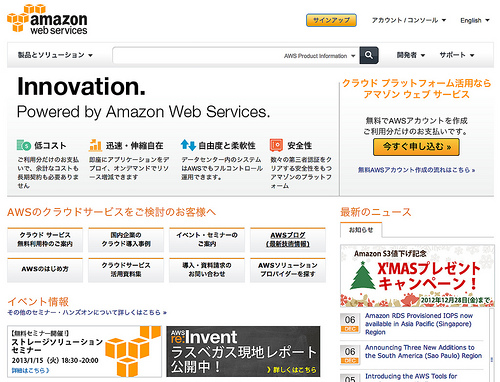 amazon
web services
サインアップ
アカウント / コンソール
English
製品とソリューション
AWS Product Information
開発者
サポート
Innovation.
Powered by Amazon Web Services.
低コスト
ご利用分だけのお支払いで、余計なコストも長期契約も必要ありません
迅速・伸縮自在
即座にアプリケーションをデプロイ、オンデマンドでリソース増減できます
自由度と柔軟性
データセンター内のシステムはAWSでもフルコントロール運用できます。
安全性
数々の第三者認証をクリアする安全性をもつアマゾンのプラットフォーム
クラウド プラットフォーム活用なら
アマゾン ウェブ サービス
無料でAWSアカウントを作成
ご利用分だけのお支払いです。
今すぐ申し込む »
無料AWSアカウント作成の流れはこちら »
AWSのクラウドサービスをご検討のお客様へ
クラウド サービス
無料利用枠のご案内
国内企業の
クラウド導入事例
イベント・セミナーの
ご案内
AWSブログ
(最新技術情報)
AWSのはじめ方
クラウドサービス
活用資料集
導入・資料請求の
お問い合わせ
AWSソリューション
プロバイダーを探す
イベント情報
その他のセミナー・ハンズオンについて詳しくはこちら »
【無料セミナー開催!】
ストレージソリューション
セミナー
2013/1/15 (火) 18:30-20:00
詳細はこちら 》
AWS
re:Invent
ラスベガス現地レポート
公開中!
》詳しくはこちら
最新のニュース
お知らせ
Amazon S3値下げ記念
X'MASプレゼント
キャンペーン!
2012年12月28日(金)まで。
06
DEC
Amazon RDS Provisioned IOPS now
available in Asia Pacific (Singapore)
Region
06
DEC
Announcing Three New Additions to
the South America (Sao Paulo) Region
05
Introducing the AWS Tools for